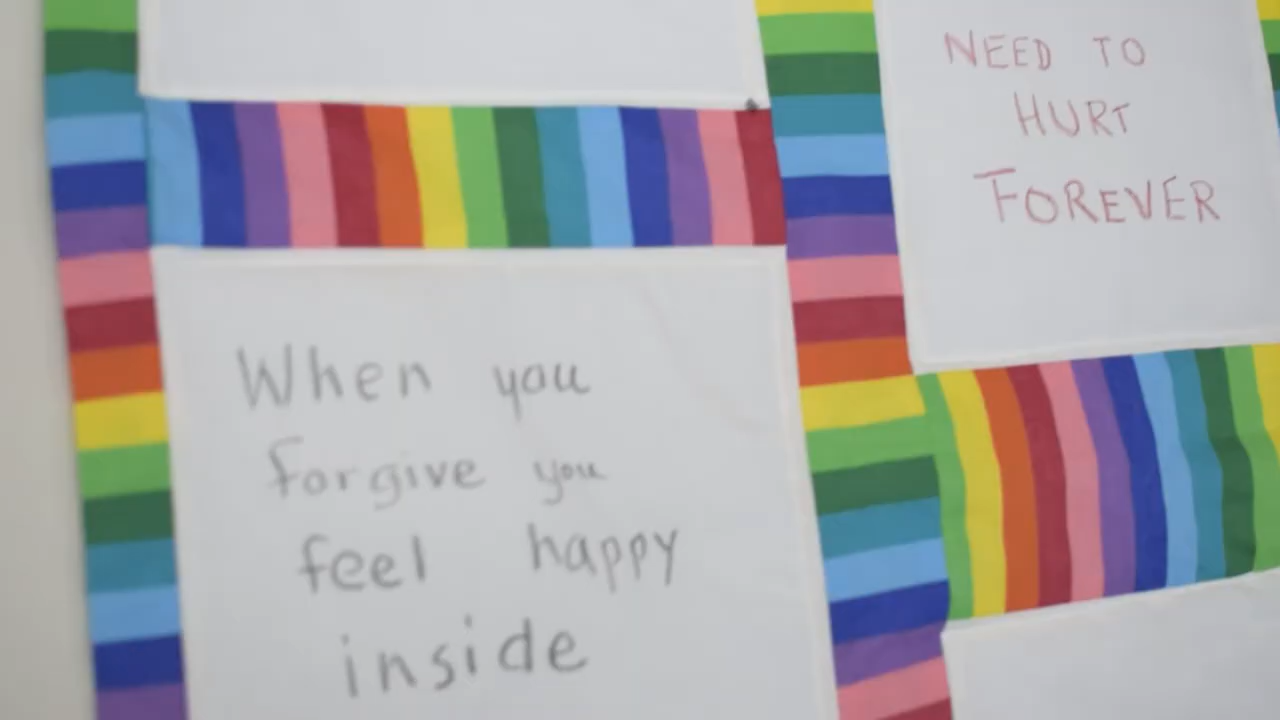 NEED TO
HURT
FOREVER
When you
forgive you
feel happy
inside